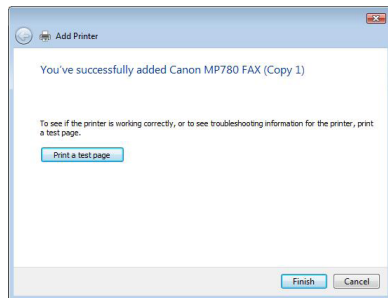 Add Printer
You've successfully added Canon MP780 FAX (Copy 1)
To see if the printer is working correctly, or to see troubleshooting information for the printer, print
a test page.
Print a test page
Finish Cancel